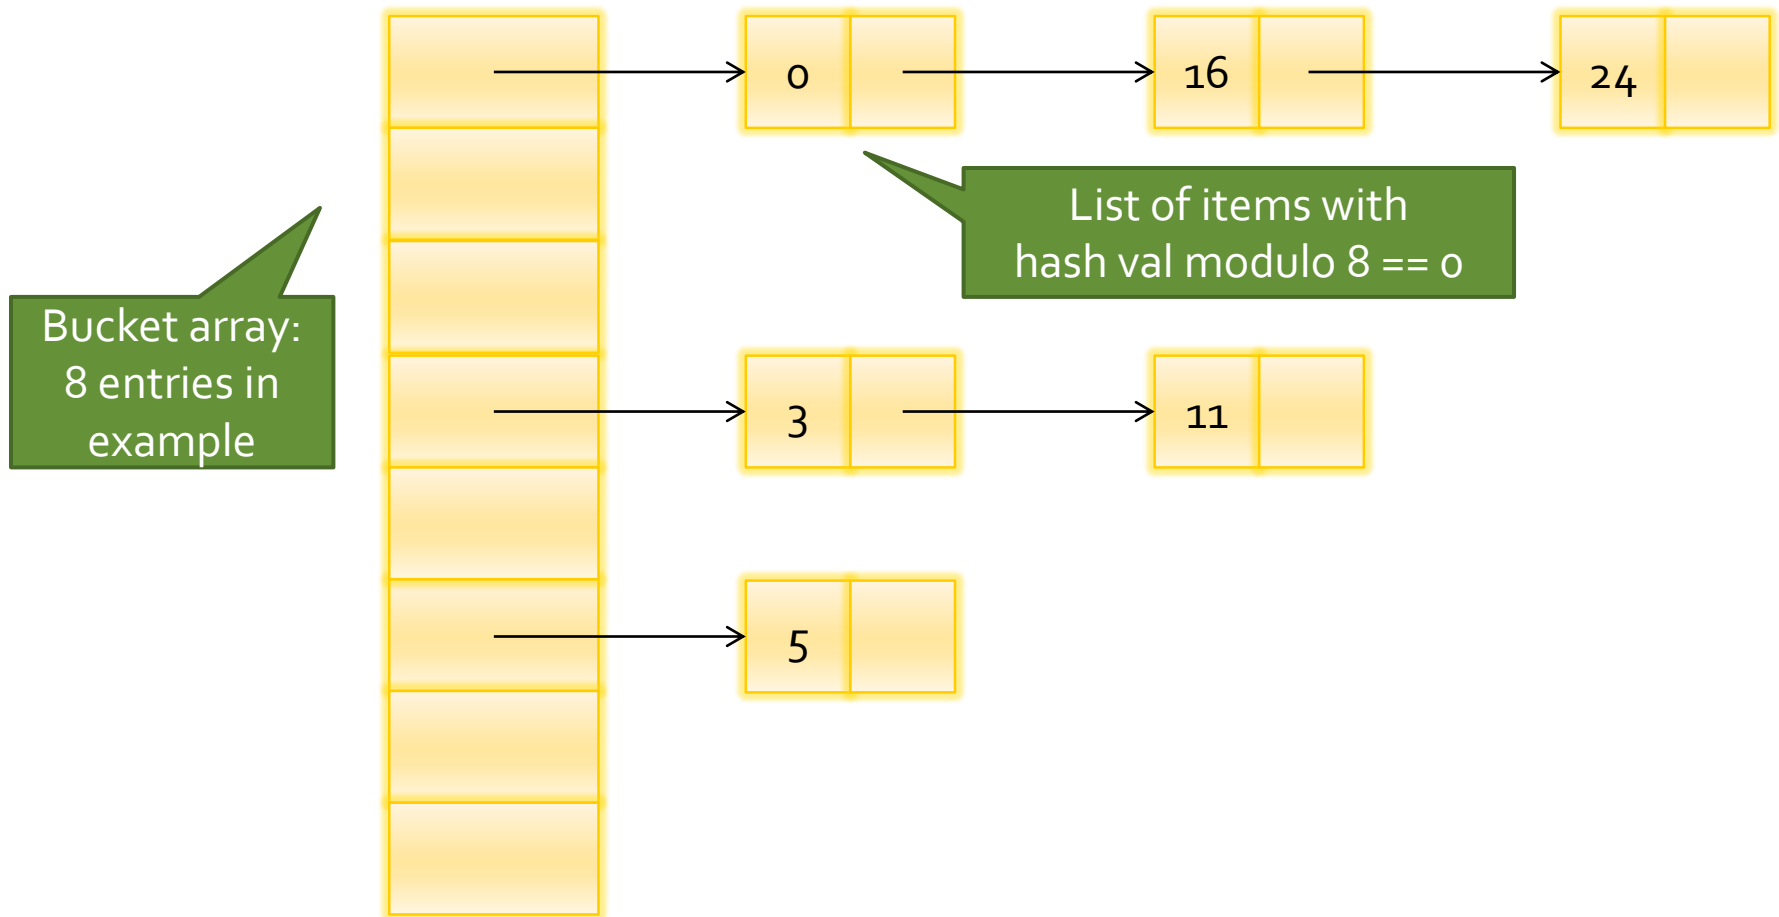 0
16
24
List of items with
hash val modulo 8 == 0
Bucket array:
8 entries in
example
3
11
5